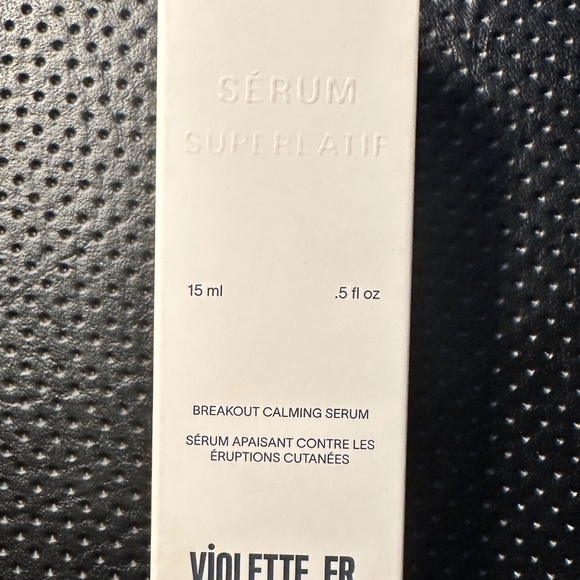 SÉRUM
SUPERLATIF
15 ml .5 fl oz
BREAKOUT CALMING SERUM
SÉRUM APAISANT CONTRE LES
ÉRUPTIONS CUTANÉES
ViOLETTE_FR